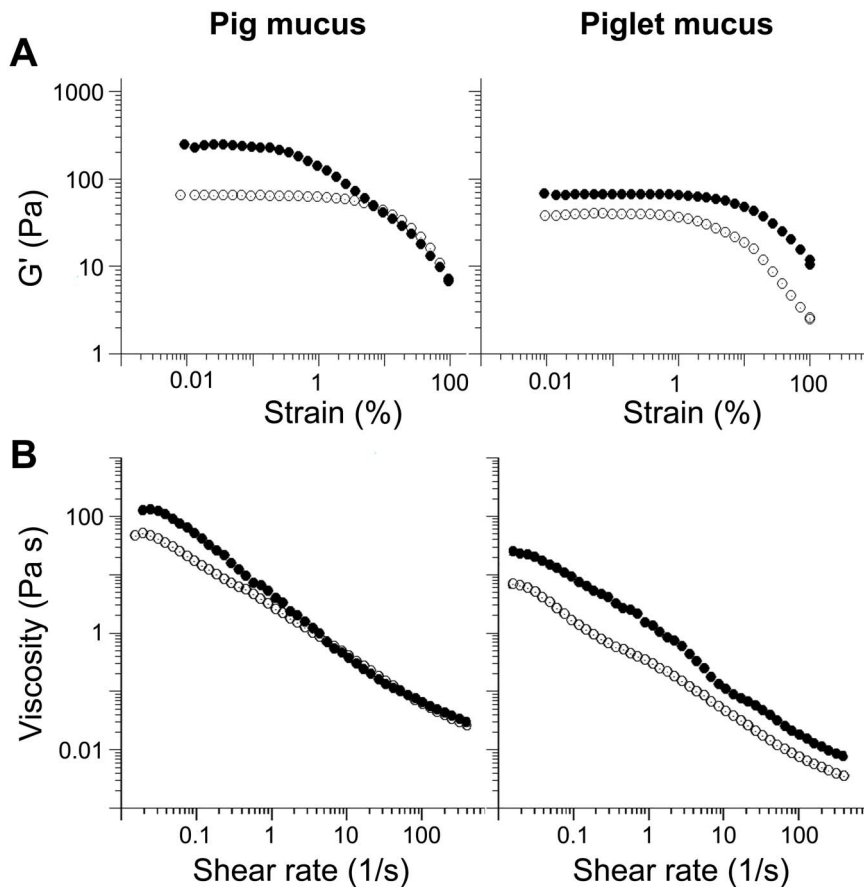 Pig mucus
Piglet mucus
A
G' (Pa)
1000
100
10
1
0.01
1
100
0.01
1
100
Strain (%)
Strain (%)
B
Viscosity (Pa s)
100
1
0.01
0.1
1
10
100
0.1
1
10
100
Shear rate (1/s)
Shear rate (1/s)